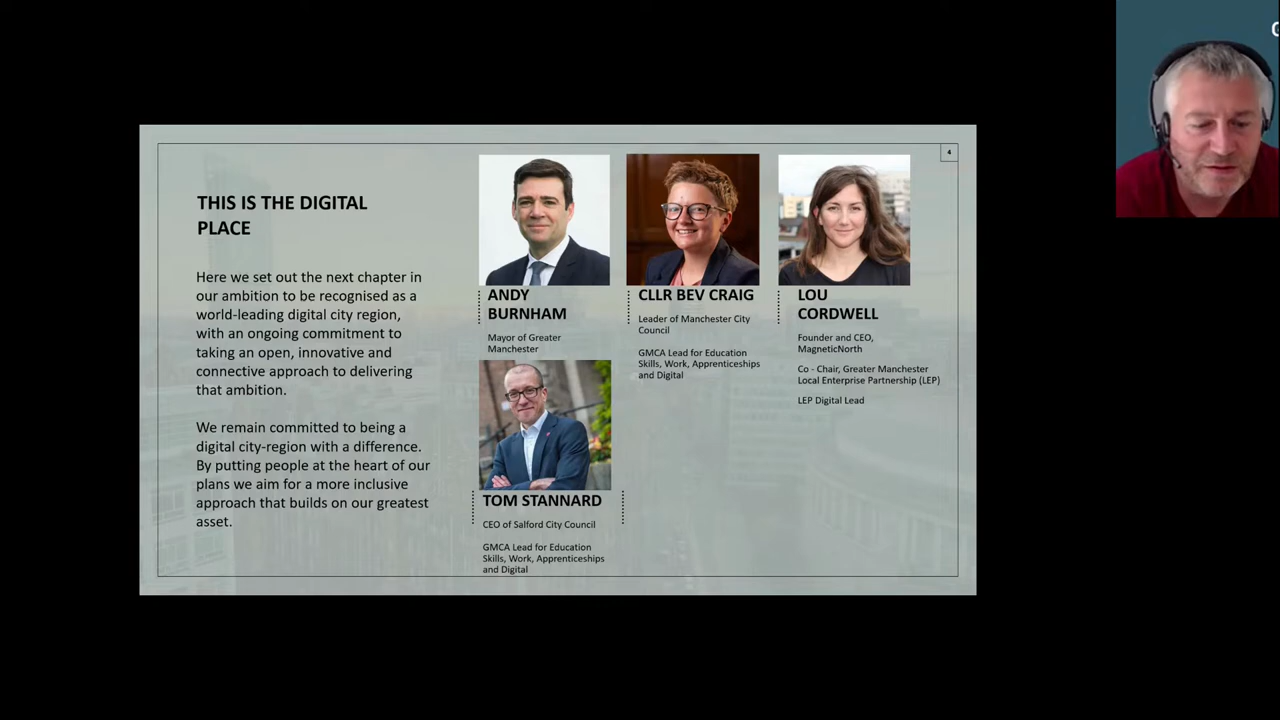 4
THIS IS THE DIGITAL
PLACE
Here we set out the next chapter in
our ambition to be recognised as a
world-leading digital city region,
with an ongoing commitment to
taking an open, innovative and
connective approach to delivering
that ambition.
We remain committed to being a
digital city-region with a difference.
By putting people at the heart of our
plans we aim for a more inclusive
approach that builds on our greatest
asset.
ANDY
BURNHAM
Mayor of Greater
Manchester
CLLR BEV CRAIG
Leader of Manchester City
Council
GMCA Lead for Education
Skills, Work, Apprenticeships
and Digital
LOU
CORDWELL
Founder and CEO,
MagneticNorth
Co - Chair, Greater Manchester
Local Enterprise Partnership (LEP)
LEP Digital Lead
TOM STANNARD
CEO of Salford City Council
GMCA Lead for Education
Skills, Work, Apprenticeships
and Digital